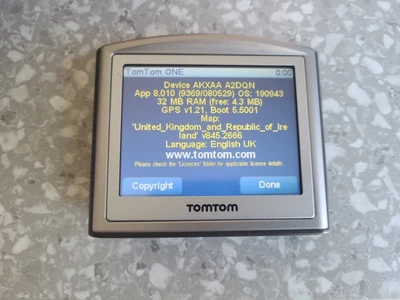 TomTom ONE 0:00
Device AKXAA A2DQN
App 8.010 (9369/080529) OS: 190943
32 MB RAM (free: 4.3 MB)
GPS v1.21, Boot 5.5001
Map:
'United_Kingdom_and_Republic_of_Ire
land' v845.2666
Language: English UK
www.tomtom.com
Please check the 'Licences' folder for applicable licence details.
Copyright Done
TOMTOM